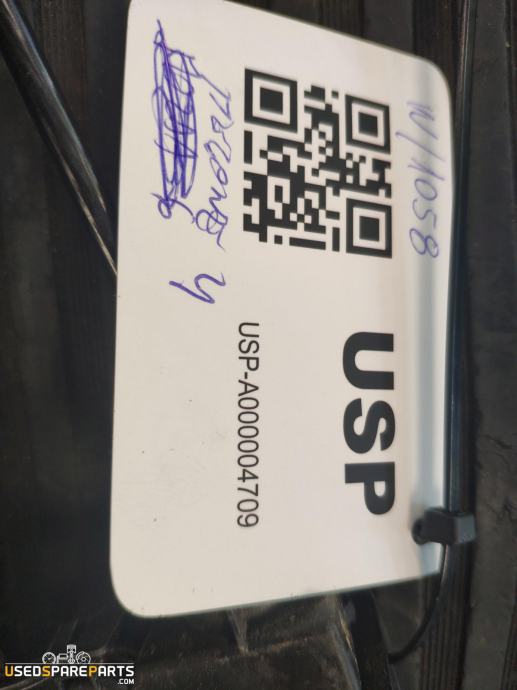 W/1058
USP
USP-A000004709
USEDSPAREPARTS
.COM